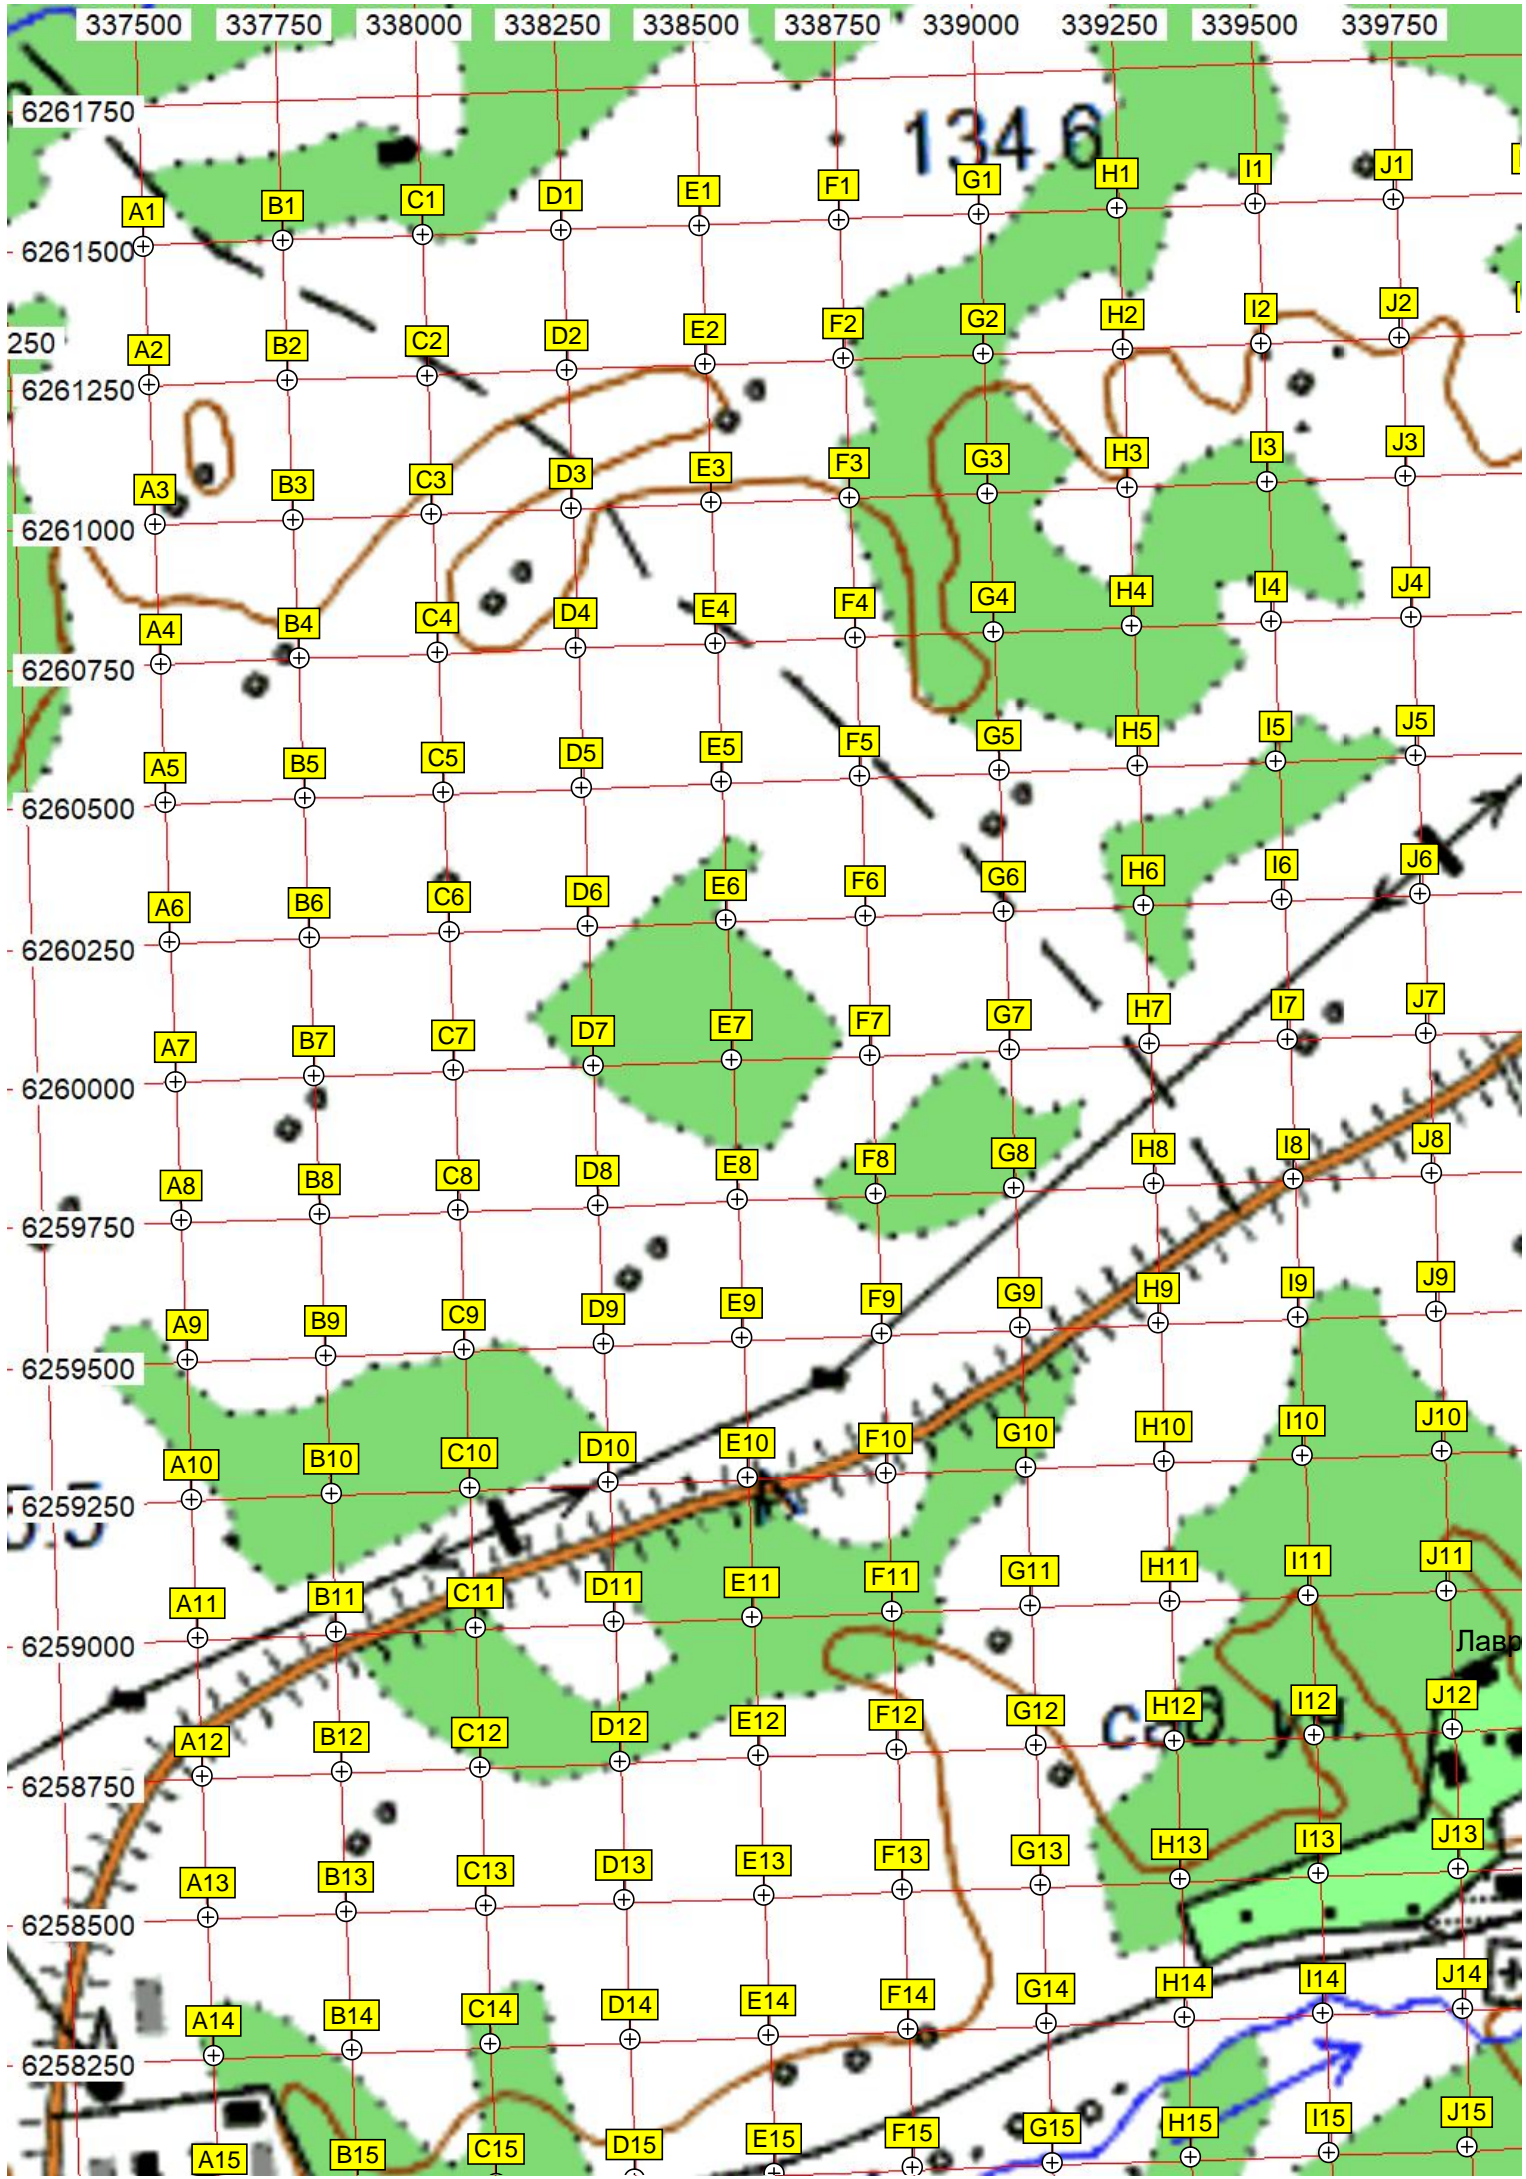 337500 337750 338000 338250 338500 338750 339000 339250 339500 339750
6261750
134.6
A1 B1 C1 D1 E1 F1 G1 H1 I1 J1
6261500
250
A2 B2 C2 D2 E2 F2 G2 H2 I2 J2
6261250
A3 B3 C3 D3 E3 F3 G3 H3 I3 J3
6261000
A4 B4 C4 D4 E4 F4 G4 H4 I4 J4
6260750
A5 B5 C5 D5 E5 F5 G5 H5 I5 J5
6260500
A6 B6 C6 D6 E6 F6 G6 H6 I6 J6
6260250
A7 B7 C7 D7 E7 F7 G7 H7 I7 J7
6260000
A8 B8 C8 D8 E8 F8 G8 H8 I8 J8
6259750
A9 B9 C9 D9 E9 F9 G9 H9 I9 J9
6259500
A10 B10 C10 D10 E10 F10 G10 H10 I10 J10
6259250
5.5
A11 B11 C11 D11 E11 F11 G11 H11 I11 J11
6259000
Лавр
A12 B12 C12 D12 E12 F12 G12 H12 I12 J12
6258750
A13 B13 C13 D13 E13 F13 G13 H13 I13 J13
6258500
A14 B14 C14 D14 E14 F14 G14 H14 I14 J14
6258250
A15 B15 C15 D15 E15 F15 G15 H15 I15 J15